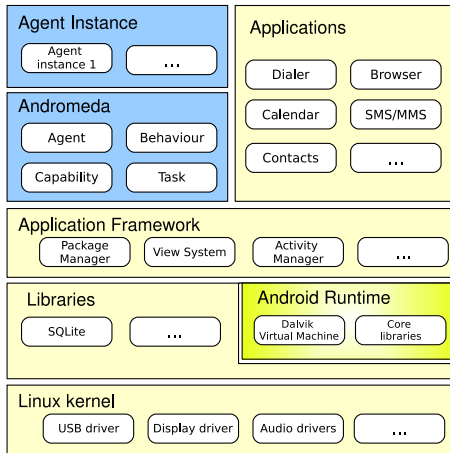 Agent Instance
Agent
instance 1
...
Andromeda
Agent
Behaviour
Capability
Task
Applications
Dialer
Browser
Calendar
SMS/MMS
Contacts
...
Application Framework
Package
Manager
View System
Activity
Manager
...
Libraries
SQLite
...
Android Runtime
Dalvik
Virtual Machine
Core
libraries
Linux kernel
USB driver
Display driver
Audio drivers
...